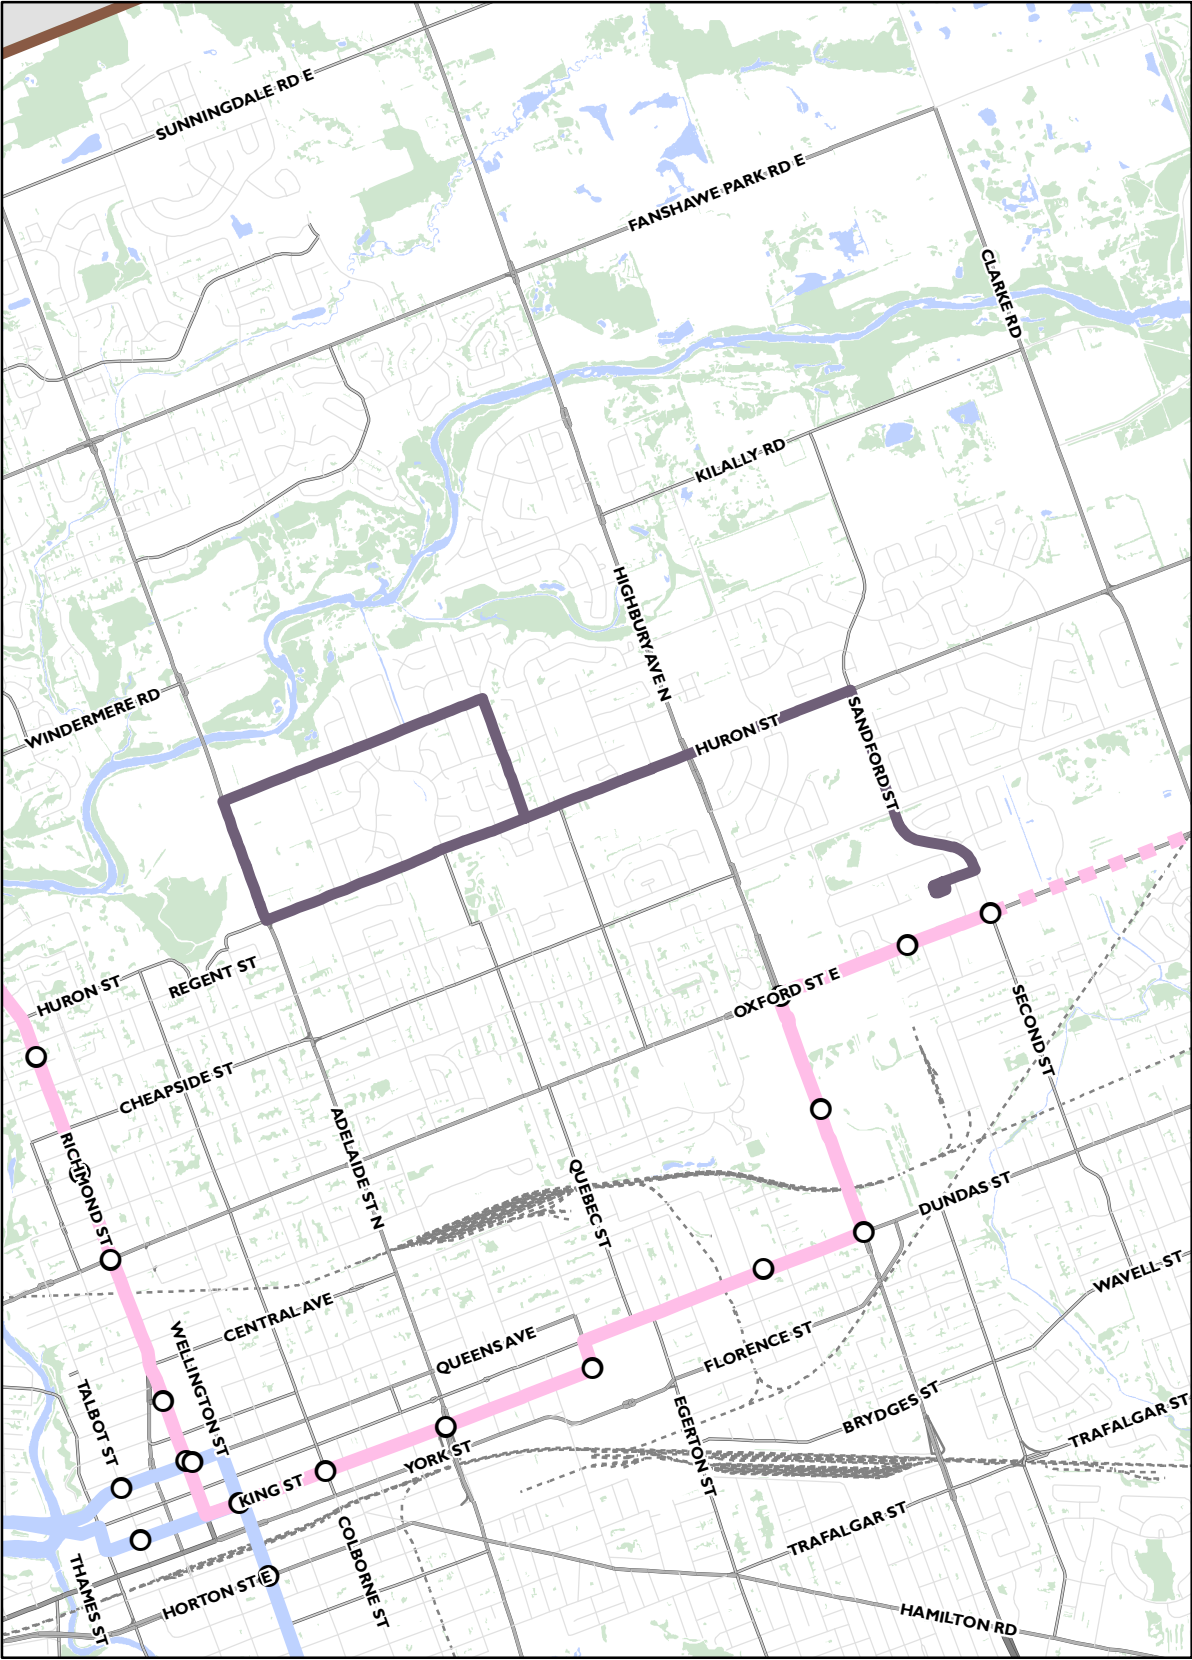 SUNNINGDALE RD E
FANSHAWE PARK RD E
CLARKE RD
KILALLY RD
HIGHBURY AVE N
WINDERMERE RD
HURON ST
SANDFORD ST
HURON ST
REGENT ST
OXFORD ST E
SECOND ST
CHEAPSIDE ST
ADELAIDE ST N
RICHMOND ST
QUEBEC ST
DUNDAS ST
WAVELL ST
CENTRAL AVE
WELLINGTON ST
QUEENS AVE
FLORENCE ST
TALBOT ST
BRYDGES ST
EGERTON ST
TRAFALGAR ST
YORK ST
KING ST
TRAFALGAR ST
COLBORNE ST
THAMES ST
HORTON ST E
HAMILTON RD